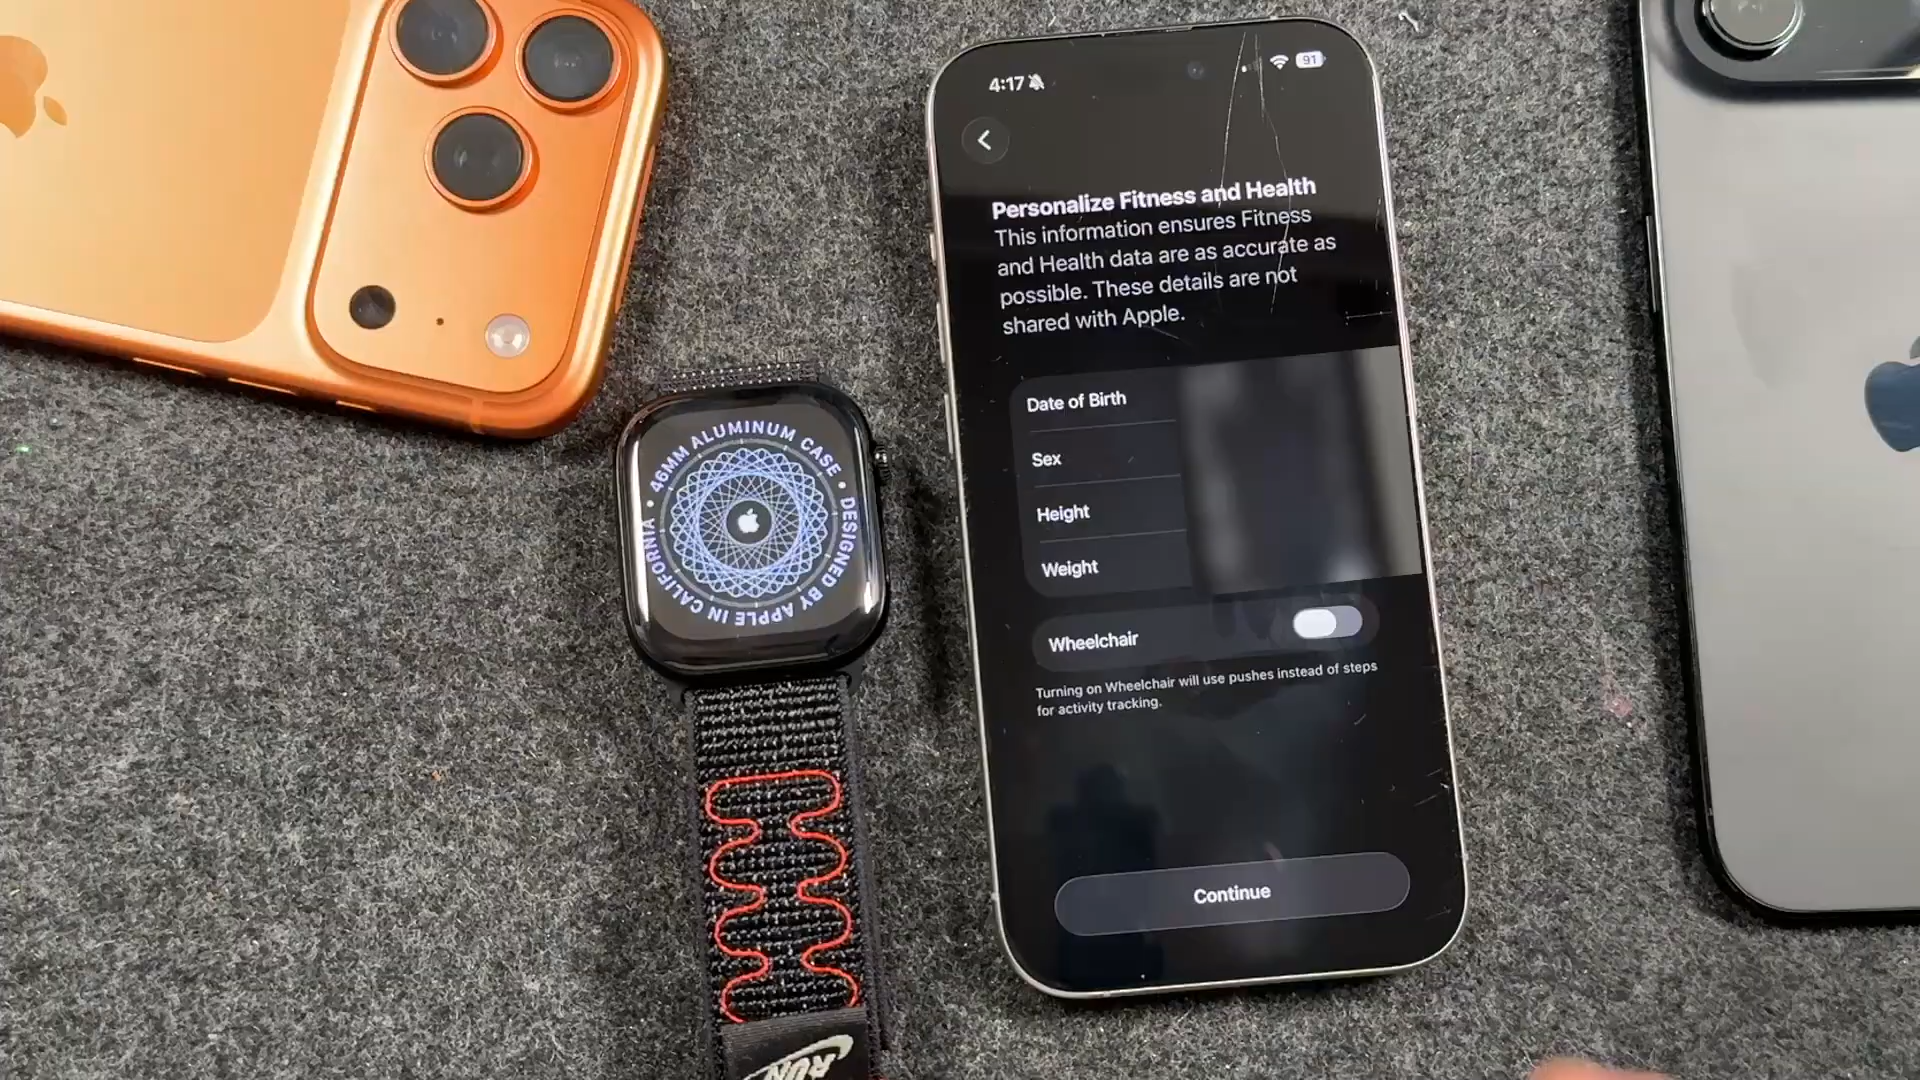 46MM ALUMINUM CASE • DESIGNED BY APPLE IN CALIFORNIA •
RUN
4:17
91
Personalize Fitness and Health
This information ensures Fitness
and Health data are as accurate as
possible. These details are not
shared with Apple.
Date of Birth
Sex
Height
Weight
Wheelchair
Turning on Wheelchair will use pushes instead of steps
for activity tracking.
Continue